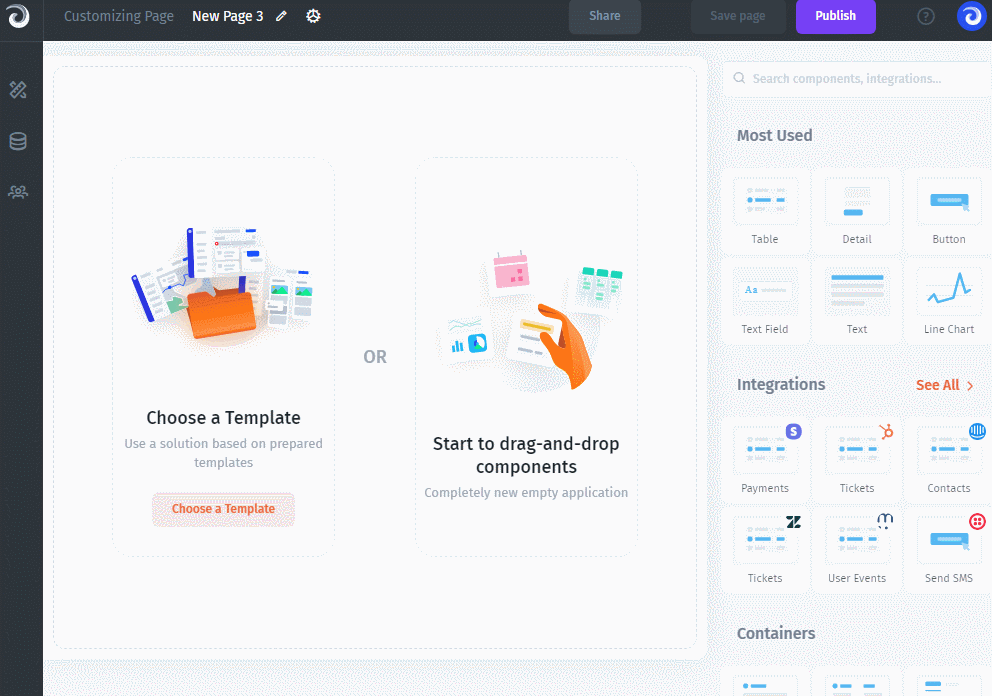 Customizing Page
New Page 3
Share
Save page
Publish
?
Search components, integrations...
Most Used
Table
Detail
Button
Aa
Text Field
Text
Line Chart
Choose a Template
Use a solution based on prepared
templates
Choose a Template
OR
Start to drag-and-drop
components
Completely new empty application
Integrations
See All
S
Payments
Tickets
Contacts
Tickets
User Events
Send SMS
Containers